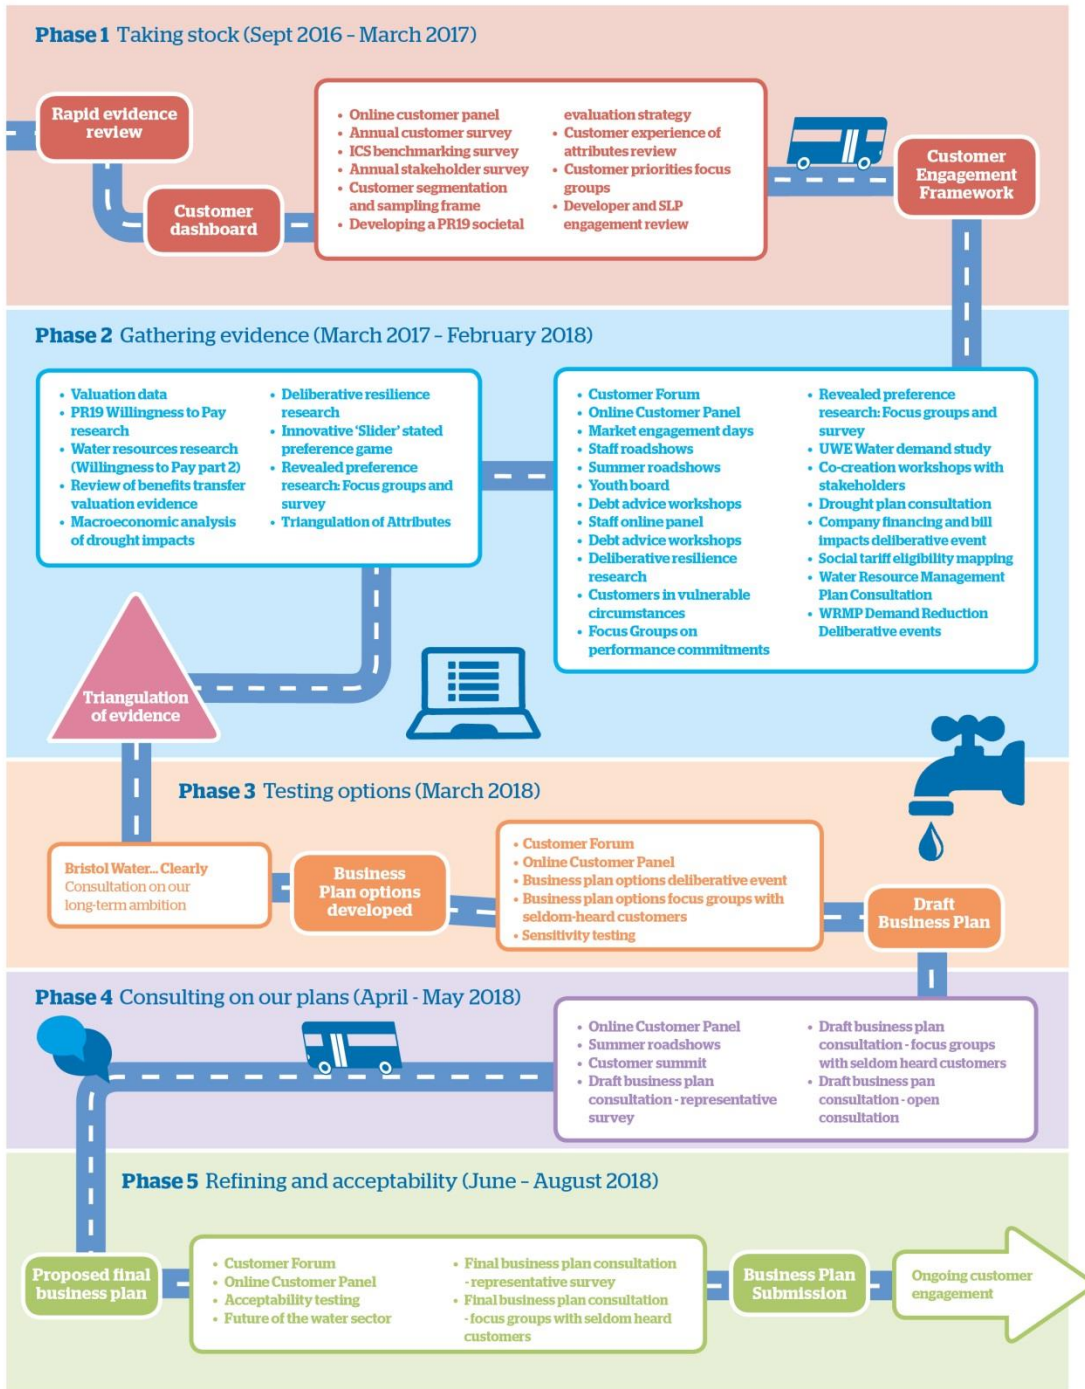 Phase 1 Taking stock (Sept 2016 – March 2017)
Rapid evidence
review
Customer
dashboard
• Online customer panel
• Annual customer survey
• ICS benchmarking survey
• Annual stakeholder survey
• Customer segmentation
and sampling frame
• Developing a PR19 societal
evaluation strategy
• Customer experience of
attributes review
• Customer priorities focus
groups
• Developer and SLP
engagement review
Customer
Engagement
Framework
Phase 2 Gathering evidence (March 2017 – February 2018)
• Customer Forum
• Online Customer Panel
• Market engagement days
• Staff roadshows
• Summer roadshows
• Youth board
• Debt advice workshops
• Staff online panel
• Debt advice workshops
• Deliberative resilience
research
• Customers in vulnerable
circumstances
• Focus Groups on
performance commitments
• Revealed preference
research: Focus groups and
survey
• UWE Water demand study
• Co-creation workshops with
stakeholders
• Drought plan consultation
• Company financing and bill
impacts deliberative event
• Social tariff eligibility mapping
• Water Resource Management
Plan Consultation
• WRMP Demand Reduction
Deliberative events
• Valuation data
• PR19 Willingness to Pay
research
• Water resources research
(Willingness to Pay part 2)
• Review of benefits transfer
valuation evidence
• Macroeconomic analysis
of drought impacts
• Deliberative resilience
research
• Innovative ‘Slider’ stated
preference game
• Revealed preference
research: Focus groups and
survey
• Triangulation of Attributes
Triangulation
of evidence
Phase 3 Testing options (March 2018)
Bristol Water... Clearly
Consultation on our
long-term ambition
Business
Plan options
developed
• Customer Forum
• Online Customer Panel
• Business plan options deliberative event
• Business plan options focus groups with
seldom-heard customers
• Sensitivity testing
Draft
Business Plan
Phase 4 Consulting on our plans (April - May 2018)
• Online Customer Panel
• Summer roadshows
• Customer summit
• Draft business plan
consultation - representative
survey
• Draft business plan
consultation - focus groups
with seldom heard customers
• Draft business pan
consultation - open
consultation
Phase 5 Refining and acceptability (June – August 2018)
Proposed final
business plan
• Customer Forum
• Online Customer Panel
• Acceptability testing
• Future of the water sector
• Final business plan consultation
- representative survey
• Final business plan consultation
- focus groups with seldom heard
customers
Business Plan
Submission
Ongoing customer
engagement